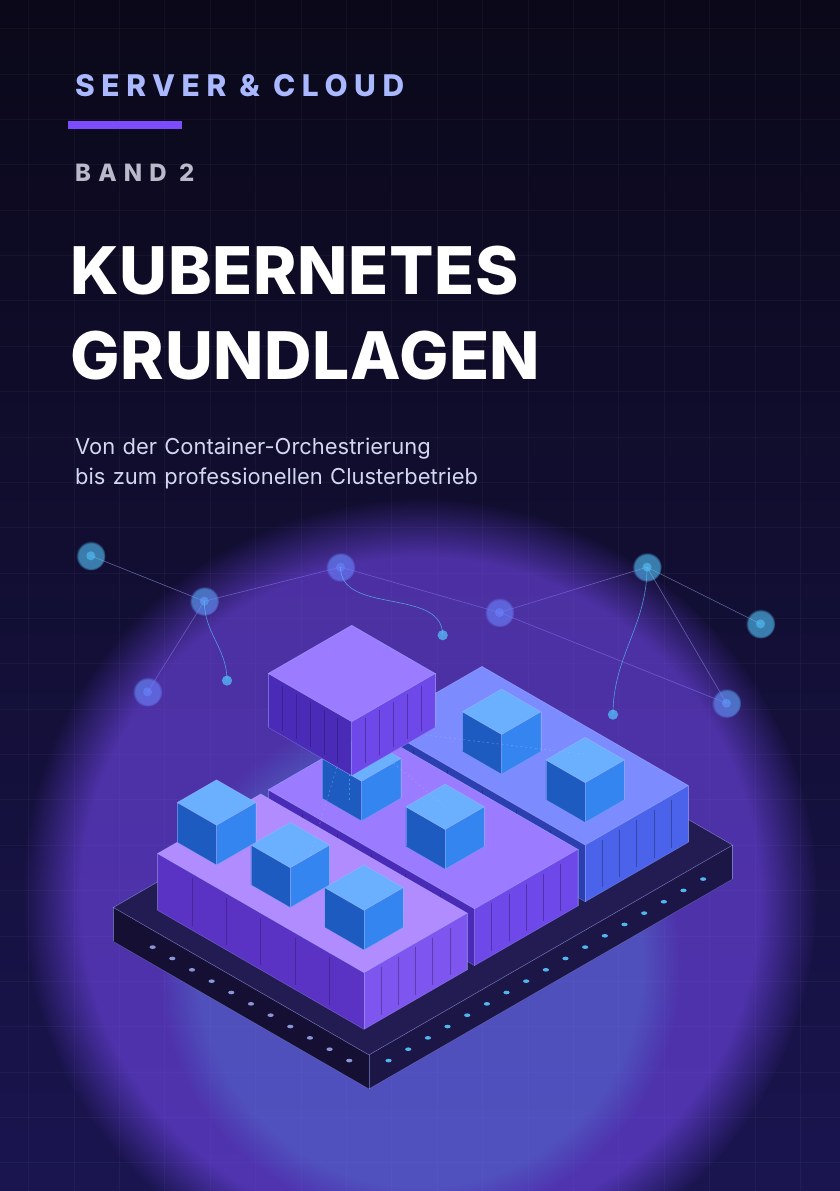 SERVER & CLOUD
BAND 2
KUBERNETES
GRUNDLAGEN
Von der Container-Orchestrierung
bis zum professionellen Clusterbetrieb